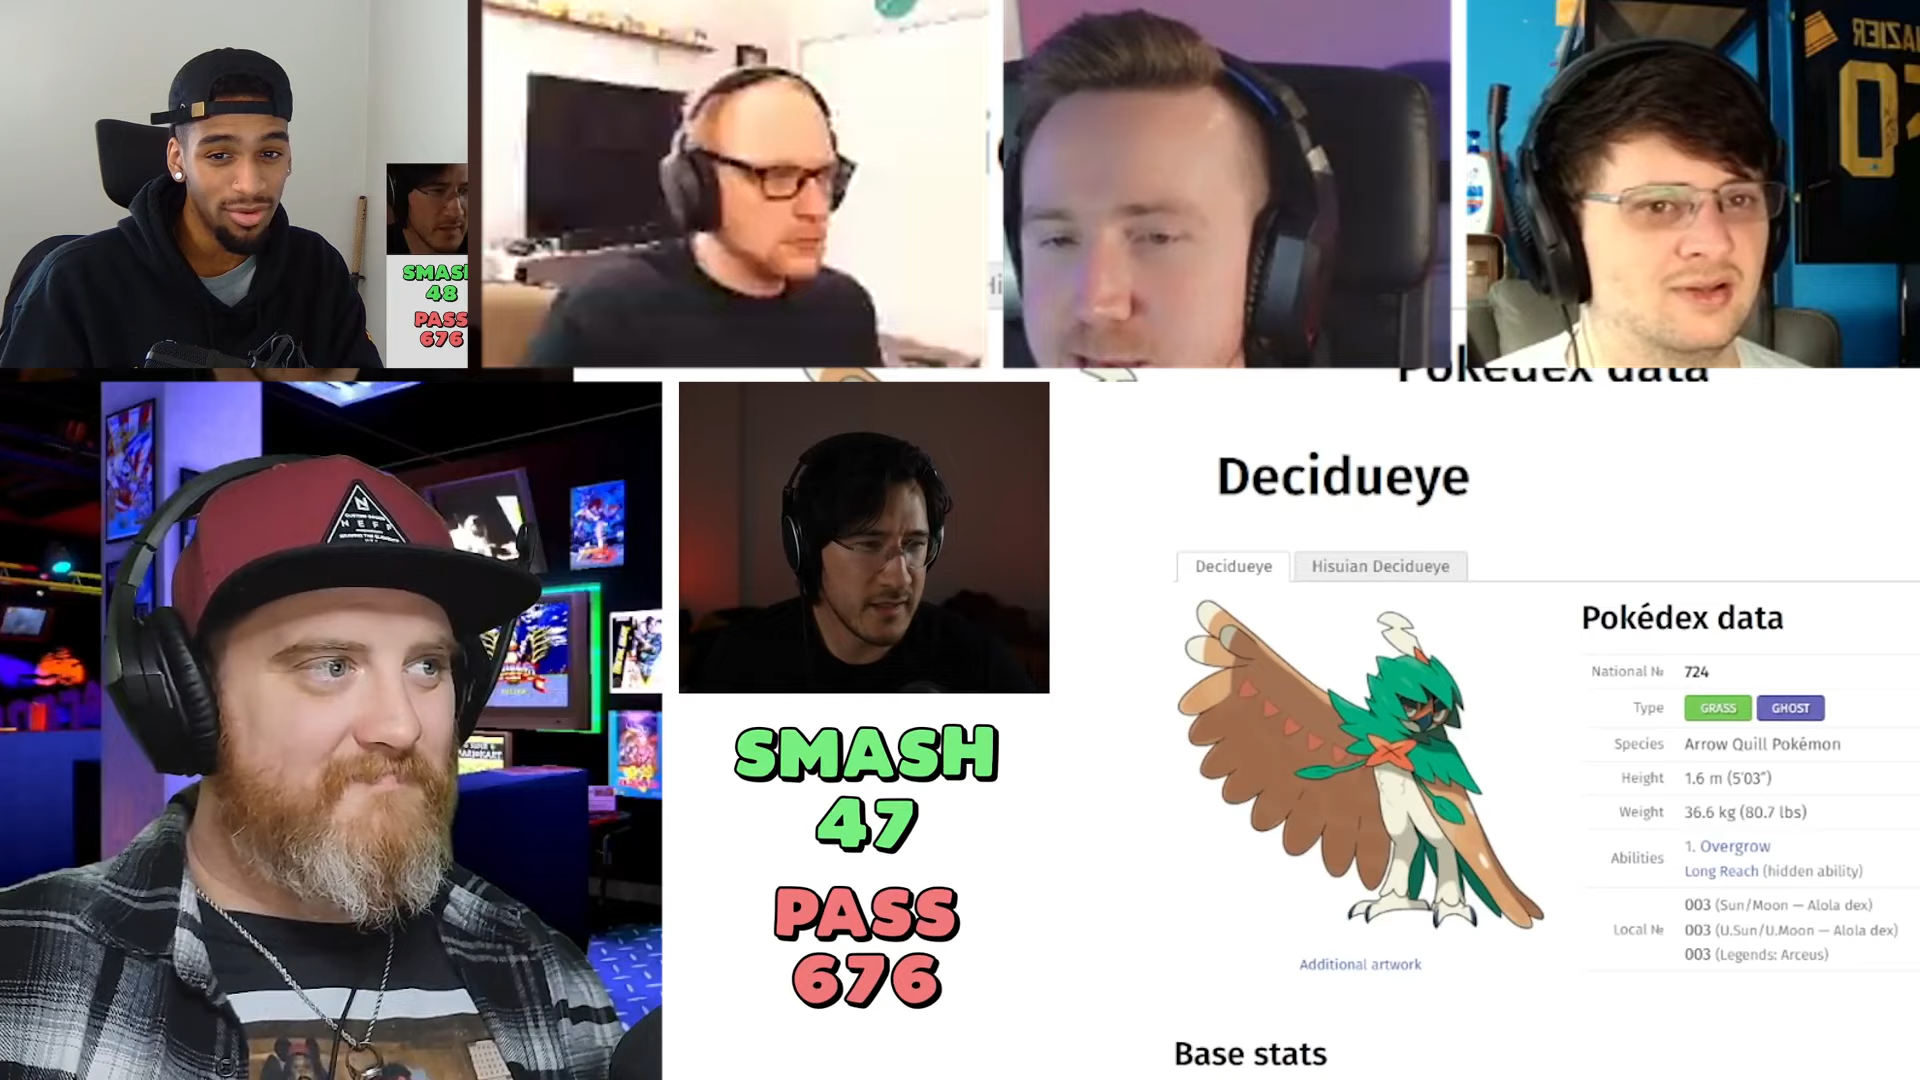 SMASH
48
PASS
676
Pokédex data
NEFF
SMASH
47
PASS
676
Decidueye
Decidueye
Hisuian Decidueye
Pokédex data
National № 724
Type GRASS GHOST
Species Arrow Quill Pokémon
Height 1.6 m (5′03″)
Weight 36.6 kg (80.7 lbs)
Abilities 1. Overgrow
Long Reach (hidden ability)
Local № 003 (Sun/Moon — Alola dex)
003 (U.Sun/U.Moon — Alola dex)
003 (Legends: Arceus)
Additional artwork
Base stats